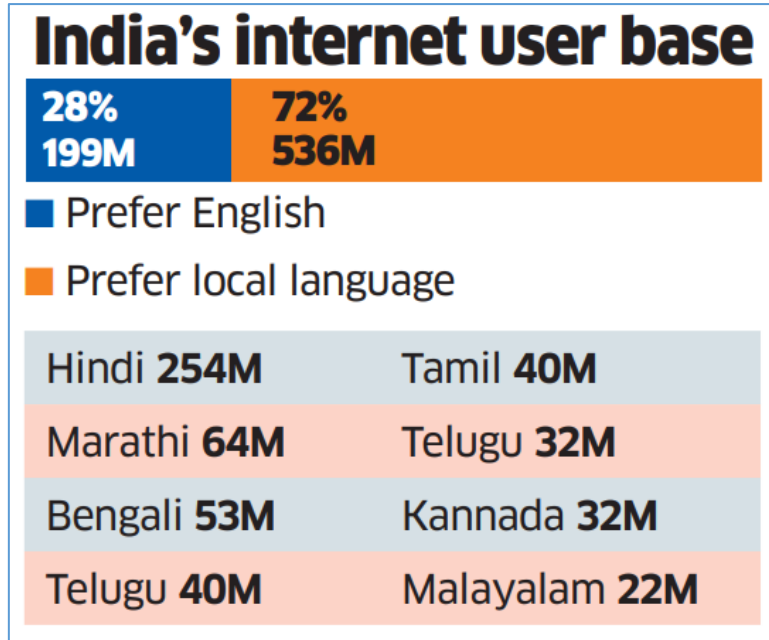 India's internet user base
28% 72%
199M 536M
Prefer English
Prefer local language
Hindi 254M Tamil 40M
Marathi 64M Telugu 32M
Bengali 53M Kannada 32M
Telugu 40M Malayalam 22M